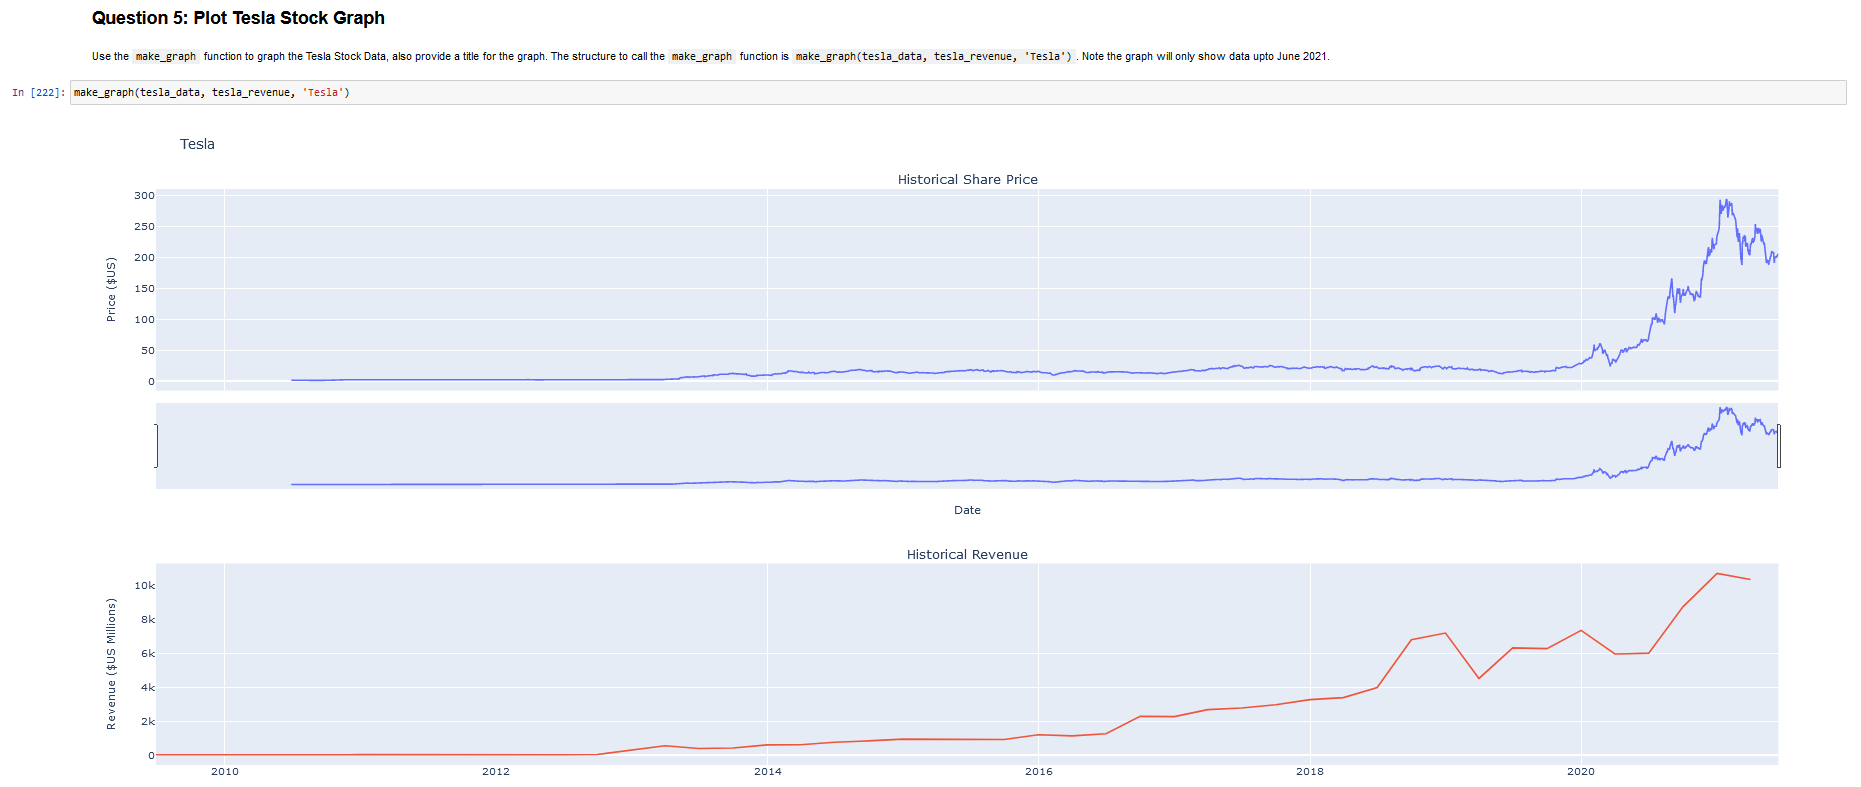 Question 5: Plot Tesla Stock Graph
Use the make_graph function to graph the Tesla Stock Data, also provide a title for the graph. The structure to call the make_graph function is make_graph(tesla_data, tesla_revenue, 'Tesla') . Note the graph will only show data upto June 2021.
In [222]: make_graph(tesla_data, tesla_revenue, 'Tesla')
Tesla
Historical Share Price
300
250
200
150
100
50
0
Price ($US)
Date
Historical Revenue
10k
8k
6k
4k
2k
0
Revenue ($US Millions)
2010 2012 2014 2016 2018 2020